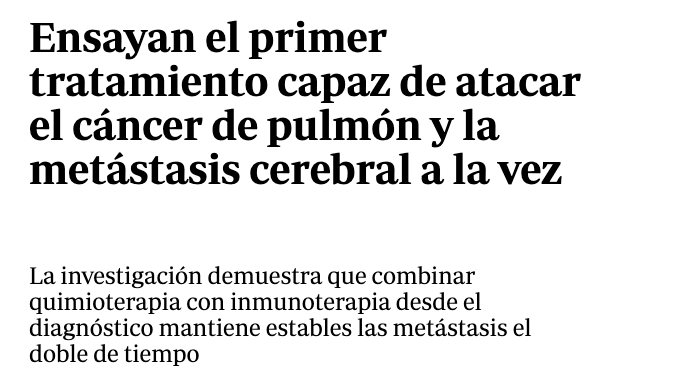 Ensayan el primer
tratamiento capaz de atacar
el cáncer de pulmón y la
metástasis cerebral a la vez
La investigación demuestra que combinar
quimioterapia con inmunoterapia desde el
diagnóstico mantiene estables las metástasis el
doble de tiempo